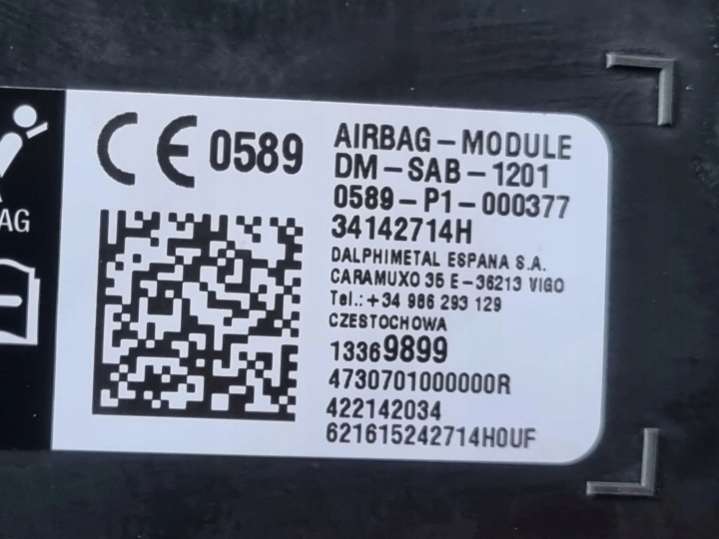 CE 0589
AIRBAG-MODULE
DM-SAB-1201
0589-P1-000377
34142714H
DALPHIMETAL ESPANA S.A.
CARAMUXO 35 E-36213 VIGO
Tel.: +34 986 293 129
CZESTOCHOWA
13369899
4730701000000R
422142034
621615242714H0UF